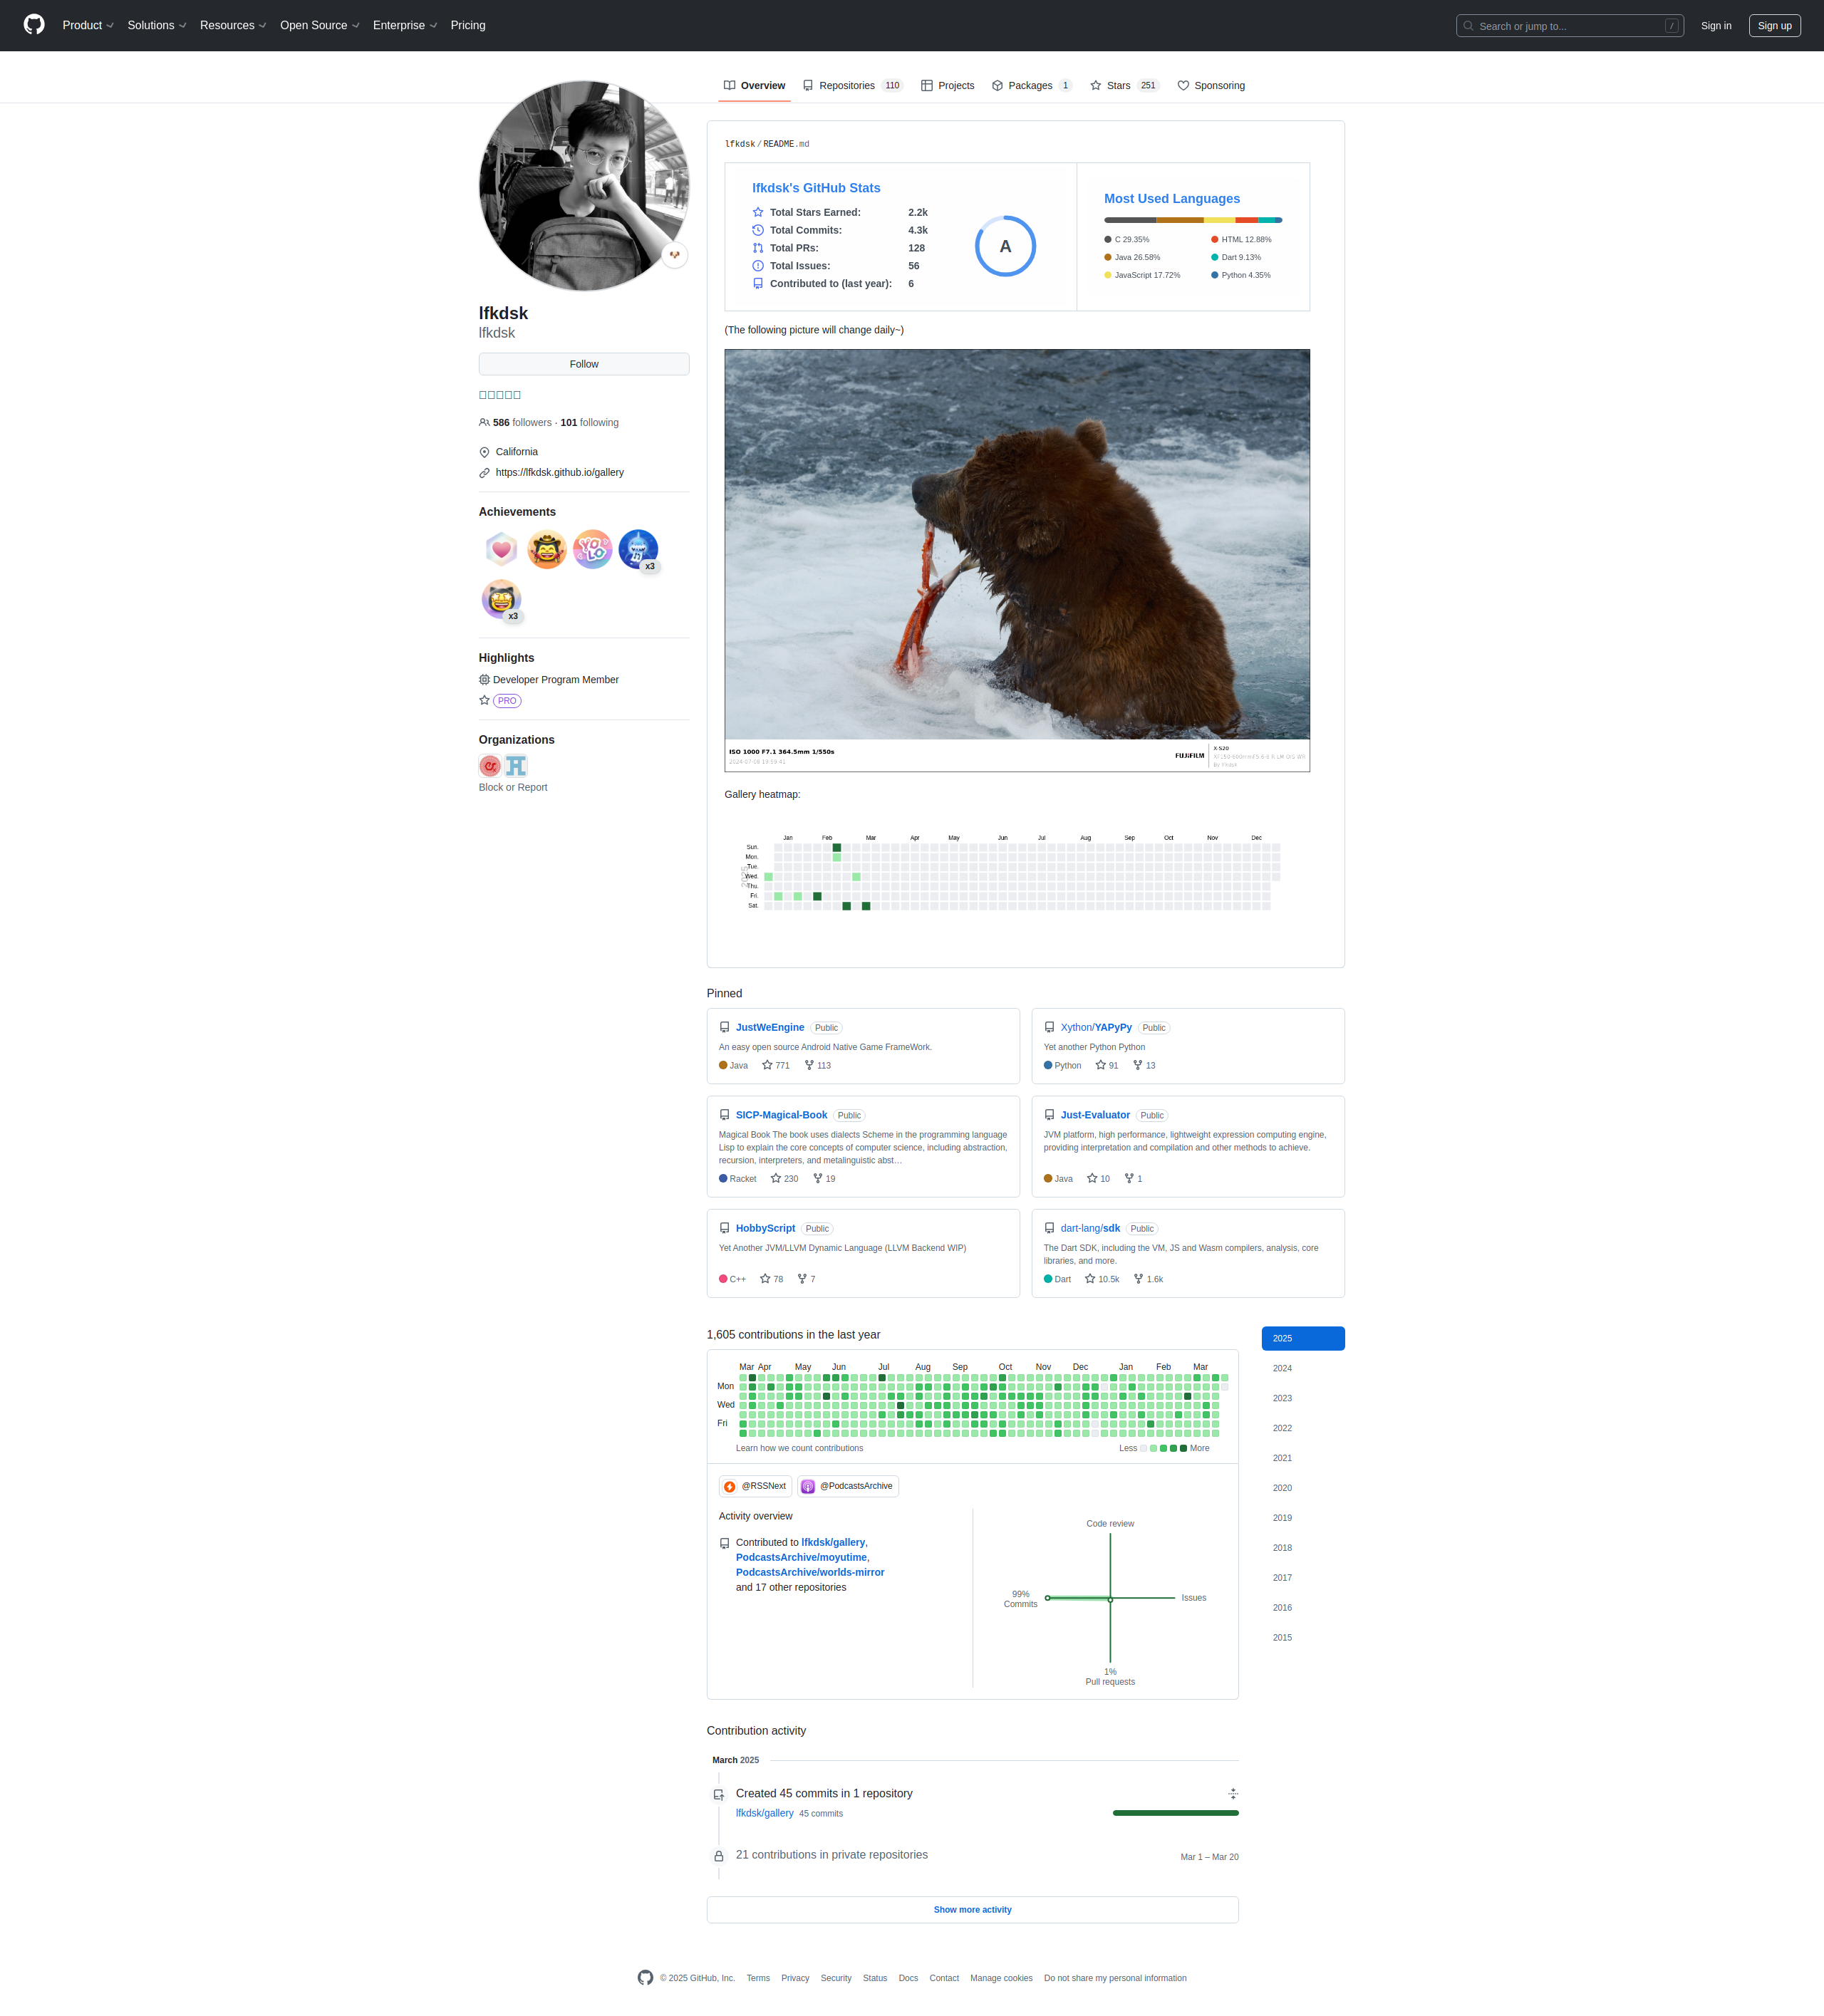 Product Solutions Resources Open Source Enterprise Pricing Search or jump to... / Sign in Sign up
Overview Repositories 110 Projects Packages 1 Stars 251 Sponsoring
lfkdsk
lfkdsk
Follow
586 followers · 101 following
California
https://lfkdsk.github.io/gallery
Achievements
YOLO
x3
x3
Highlights
Developer Program Member
PRO
Organizations
Block or Report
lfkdsk/README.md
lfkdsk's GitHub Stats
Total Stars Earned: 2.2k
Total Commits: 4.3k
Total PRs: 128
Total Issues: 56
Contributed to (last year): 6
A
Most Used Languages
C 29.35% HTML 12.88%
Java 26.58% Dart 9.13%
JavaScript 17.72% Python 4.35%
(The following picture will change daily~)
ISO 1000 F7.1 364.5mm 1/550s
FUJIFILM
X-S20
Gallery heatmap:
Jan Feb Mar Apr May Jun Jul Aug Sep Oct Nov Dec
Sun.
Mon.
Tue.
Wed.
Thu.
Fri.
Sat.
2025
Pinned
JustWeEngine Public
An easy open source Android Native Game FrameWork.
Java 771 113
Xython/YAPyPy Public
Yet another Python Python
Python 91 13
SICP-Magical-Book Public
Magical Book The book uses dialects Scheme in the programming language
Lisp to explain the core concepts of computer science, including abstraction,
recursion, interpreters, and metalinguistic abst…
Racket 230 19
Just-Evaluator Public
JVM platform, high performance, lightweight expression computing engine,
providing interpretation and compilation and other methods to achieve.
Java 10 1
HobbyScript Public
Yet Another JVM/LLVM Dynamic Language (LLVM Backend WIP)
C++ 78 7
dart-lang/sdk Public
The Dart SDK, including the VM, JS and Wasm compilers, analysis, core
libraries, and more.
Dart 10.5k 1.6k
1,605 contributions in the last year
Mar Apr May Jun Jul Aug Sep Oct Nov Dec Jan Feb Mar
Mon
Wed
Fri
Learn how we count contributions Less More
@RSSNext @PodcastsArchive
Activity overview
Contributed to lfkdsk/gallery,
PodcastsArchive/moyutime,
PodcastsArchive/worlds-mirror
and 17 other repositories
Code review
99%
Commits
Issues
1%
Pull requests
2025
2024
2023
2022
2021
2020
2019
2018
2017
2016
2015
Contribution activity
March 2025
Created 45 commits in 1 repository
lfkdsk/gallery 45 commits
21 contributions in private repositories Mar 1 – Mar 20
Show more activity
© 2025 GitHub, Inc. Terms Privacy Security Status Docs Contact Manage cookies Do not share my personal information